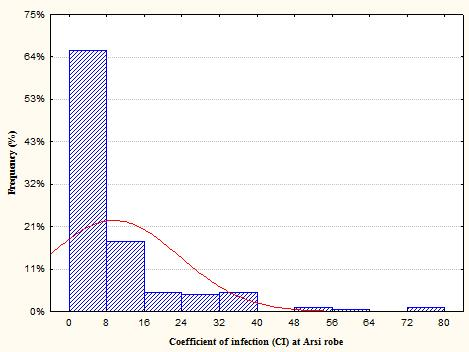 75%
64%
53%
43%
32%
21%
11%
0%
Frequency (%)
0 8 16 24 32 40 48 56 64 72 80
Coefficient of infection (CI) at Arsi robe